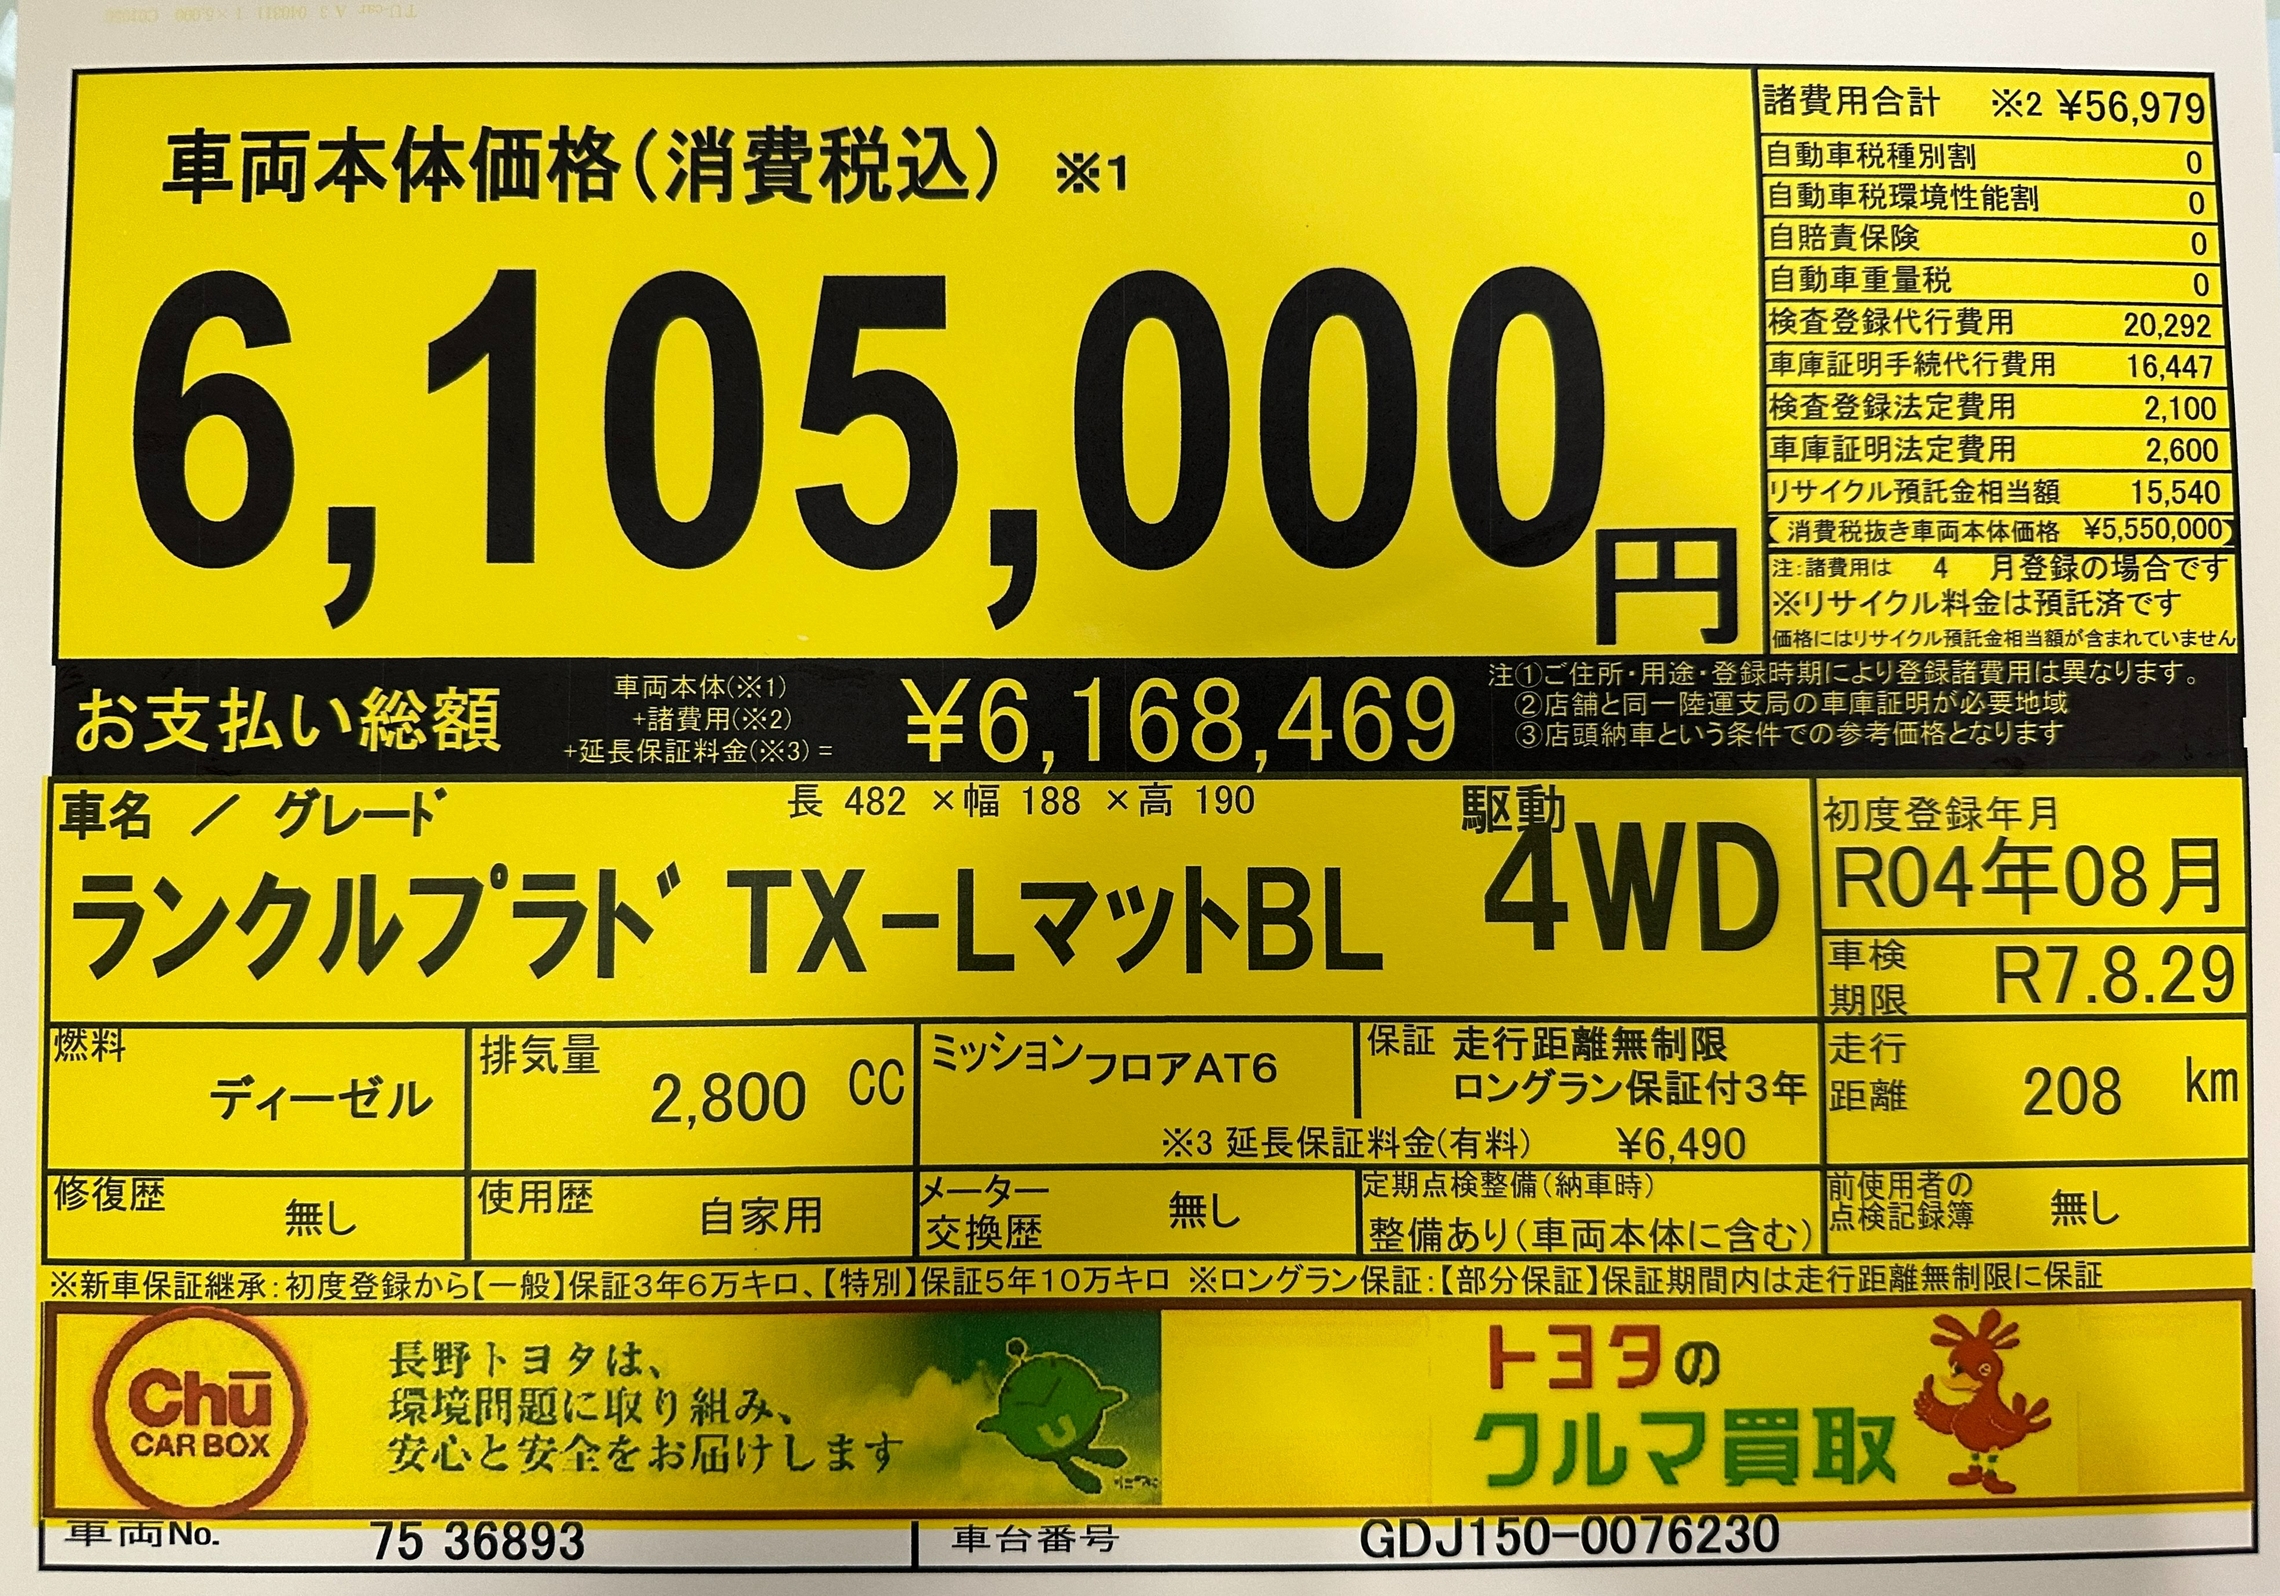 車両本体価格(消費税込) ※1
6,105,000円
諸費用合計 ※2 ¥56,979
自動車税種別割 0
自動車税環境性能割 0
自賠責保険 0
自動車重量税 0
検査登録代行費用 20,292
車庫証明手続代行費用 16,447
検査登録法定費用 2,100
車庫証明法定費用 2,600
リサイクル預託金相当額 15,540
(消費税抜き車両本体価格 ¥5,550,000)
注:諸費用は 4 月登録の場合です
※リサイクル料金は預託済です
価格にはリサイクル預託金相当額が含まれていません
お支払い総額
車両本体(※1)
+諸費用(※2)
+延長保証料金(※3)=
¥6,168,469
注①ご住所・用途・登録時期により登録諸費用は異なります。
②店舗と同一陸運支局の車庫証明が必要地域
③店頭納車という条件での参考価格となります
車名 / グレード
長 482 ×幅 188 ×高 190
ランクルプラド TX-LマットBL
駆動
4WD
初度登録年月
R04年08月
車検
期限
R7.8.29
燃料
ディーゼル
排気量
2,800 CC
ミッション フロアAT6
保証 走行距離無制限
ロングラン保証付3年
※3 延長保証料金(有料) ¥6,490
走行
距離
208 km
修復歴
無し
使用歴
自家用
メーター
交換歴
無し
定期点検整備(納車時)
整備あり(車両本体に含む)
前使用者の
点検記録簿
無し
※新車保証継承:初度登録から【一般】保証3年6万キロ、【特別】保証5年10万キロ ※ロングラン保証:【部分保証】保証期間内は走行距離無制限に保証
Chū
CAR BOX
長野トヨタは、
環境問題に取り組み、
安心と安全をお届けします
トヨタの
クルマ買取
車両No.
75 36893
車台番号
GDJ150-0076230